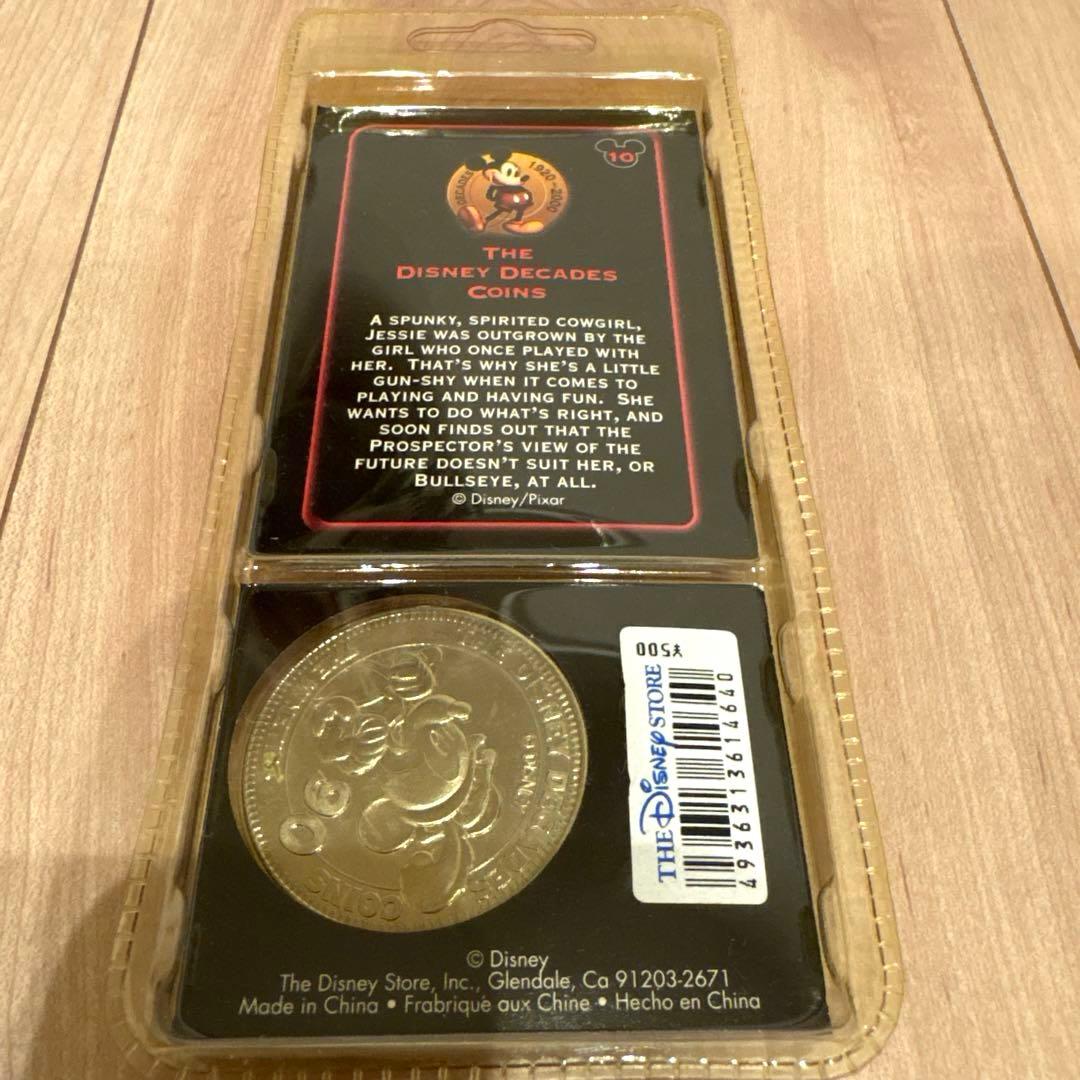 10
DECADES 1920-2000
THE
DISNEY DECADES
COINS
A SPUNKY, SPIRITED COWGIRL,
JESSIE WAS OUTGROWN BY THE
GIRL WHO ONCE PLAYED WITH
HER. THAT'S WHY SHE'S A LITTLE
GUN-SHY WHEN IT COMES TO
PLAYING AND HAVING FUN. SHE
WANTS TO DO WHAT'S RIGHT, AND
SOON FINDS OUT THAT THE
PROSPECTOR'S VIEW OF THE
FUTURE DOESN'T SUIT HER, OR
BULLSEYE, AT ALL.
© Disney/Pixar
COINS
© DISNEY
¥500
THE DISNEY STORE
4936313614640
© Disney
The Disney Store, Inc., Glendale, Ca 91203-2671
Made in China • Frabriqué aux Chine • Hecho en China